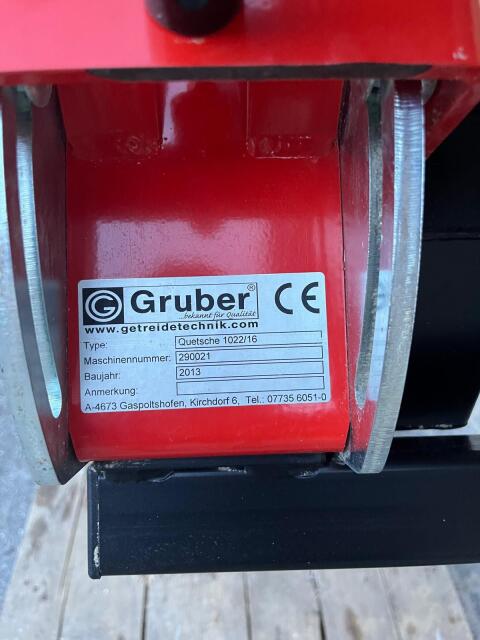 G Gruber ® CE
...bekannt für Qualität
www.getreidetechnik.com
Type: Quetsche 1022/16
Maschinennummer: 290021
Baujahr: 2013
Anmerkung:
A-4673 Gaspoltshofen, Kirchdorf 6, Tel.: 07735 6051-0